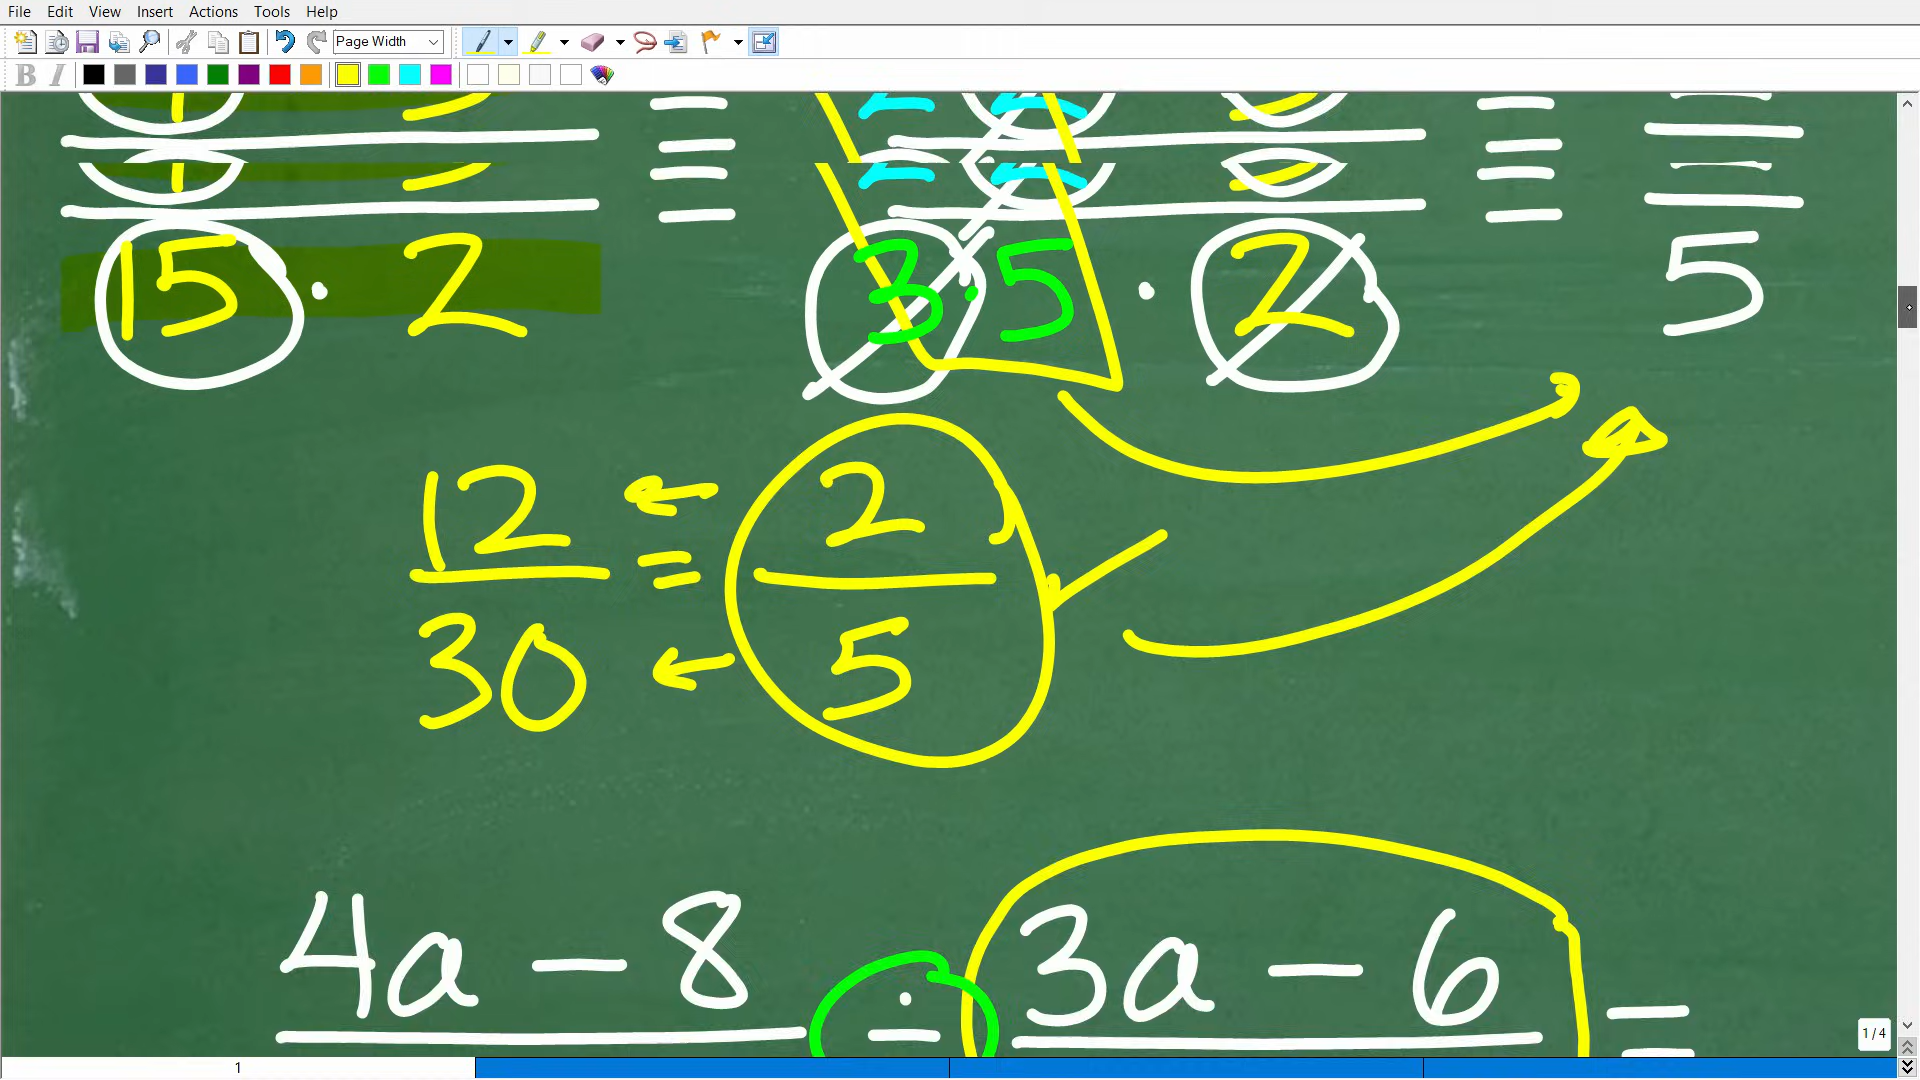 File Edit View Insert Actions Tools Help
Page Width
B I
= = =
= = =
15 · 2 3 · 5 · 2 5
12 = 2
30 5
4a - 8 ÷ 3a - 6 =
1 / 4
1